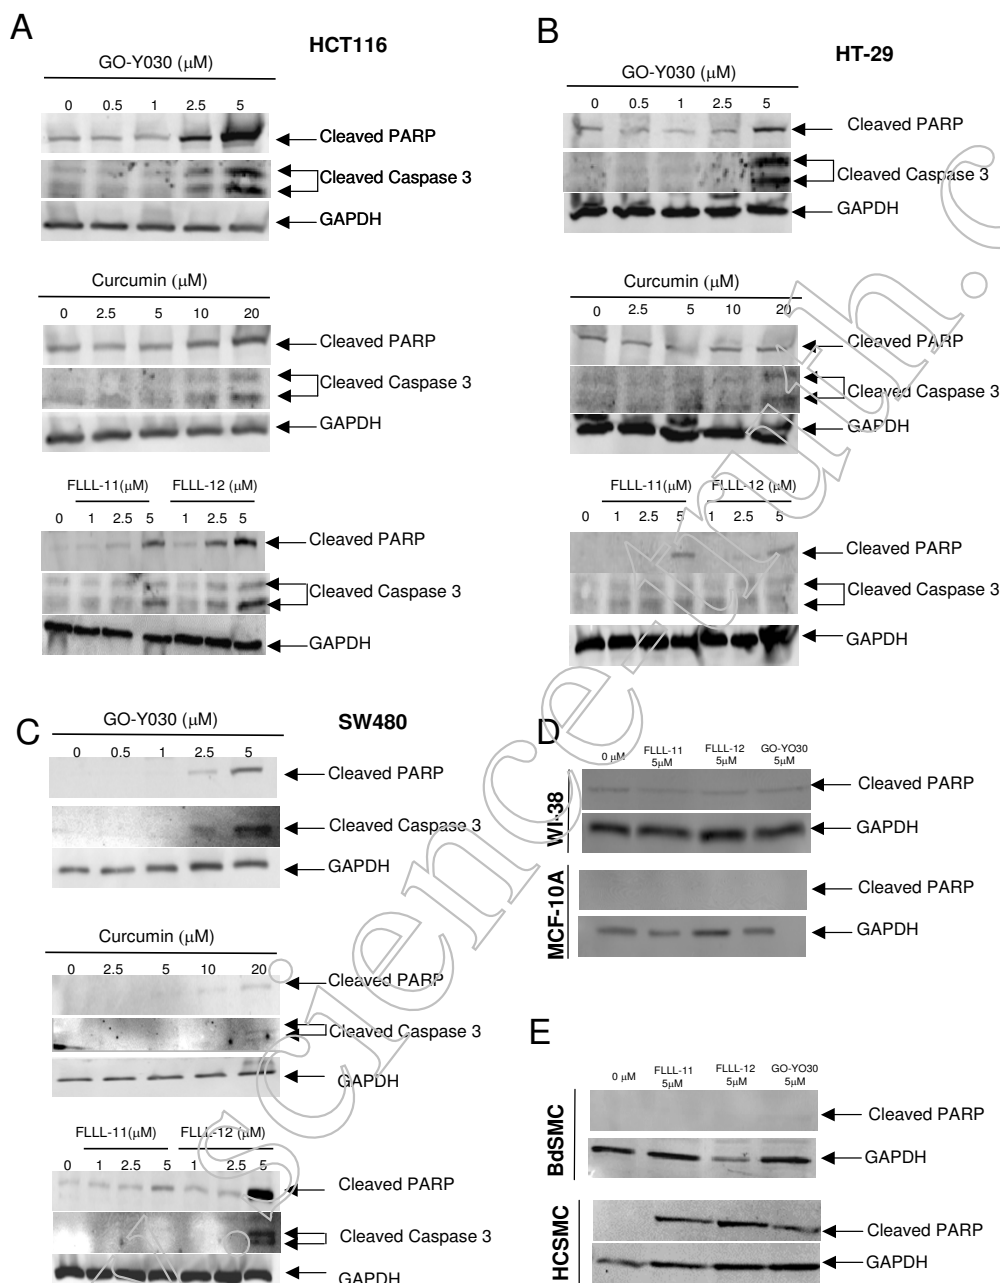 A
HCT116
GO-Y030 (μM)
0 0.5 1 2.5 5
Cleaved PARP
Cleaved Caspase 3
GAPDH
Curcumin (μM)
0 2.5 5 10 20
Cleaved PARP
Cleaved Caspase 3
GAPDH
FLLL-11(μM) FLLL-12 (μM)
0 1 2.5 5 1 2.5 5
Cleaved PARP
Cleaved Caspase 3
GAPDH
B
HT-29
GO-Y030 (μM)
0 0.5 1 2.5 5
Cleaved PARP
Cleaved Caspase 3
GAPDH
Curcumin (μM)
0 2.5 5 10 20
Cleaved PARP
Cleaved Caspase 3
GAPDH
FLLL-11(μM) FLLL-12 (μM)
0 1 2.5 5 1 2.5 5
Cleaved PARP
Cleaved Caspase 3
GAPDH
C
SW480
GO-Y030 (μM)
0 0.5 1 2.5 5
Cleaved PARP
Cleaved Caspase 3
GAPDH
Curcumin (μM)
0 2.5 5 10 20
Cleaved PARP
Cleaved Caspase 3
GAPDH
FLLL-11(μM) FLLL-12 (μM)
0 1 2.5 5 1 2.5 5
Cleaved PARP
Cleaved Caspase 3
GAPDH
D
0 μM FLLL-11 5μM FLLL-12 5μM GO-YO30 5μM
WI-38
Cleaved PARP
GAPDH
MCF-10A
Cleaved PARP
GAPDH
E
0 μM FLLL-11 5μM FLLL-12 5μM GO-YO30 5μM
BdSMC
Cleaved PARP
GAPDH
HCSMC
Cleaved PARP
GAPDH
science-truth.c